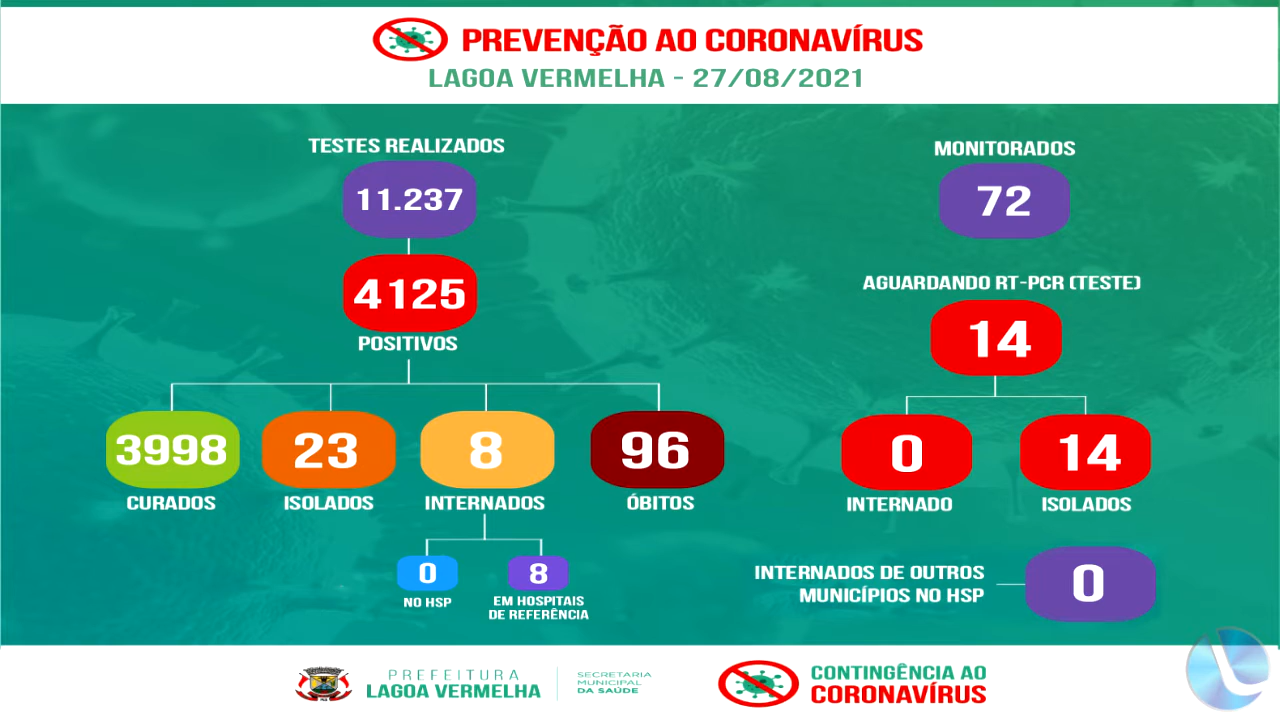 PREVENÇÃO AO CORONAVÍRUS
LAGOA VERMELHA - 27/08/2021
TESTES REALIZADOS
11.237
4125
POSITIVOS
3998
CURADOS
23
ISOLADOS
8
INTERNADOS
96
ÓBITOS
0
NO HSP
8
EM HOSPITAIS
DE REFERÊNCIA
MONITORADOS
72
AGUARDANDO RT-PCR (TESTE)
14
0
INTERNADO
14
ISOLADOS
INTERNADOS DE OUTROS
MUNICÍPIOS NO HSP
0
PREFEITURA
LAGOA VERMELHA
SECRETARIA
MUNICIPAL
DA SAÚDE
CONTINGÊNCIA AO
CORONAVÍRUS